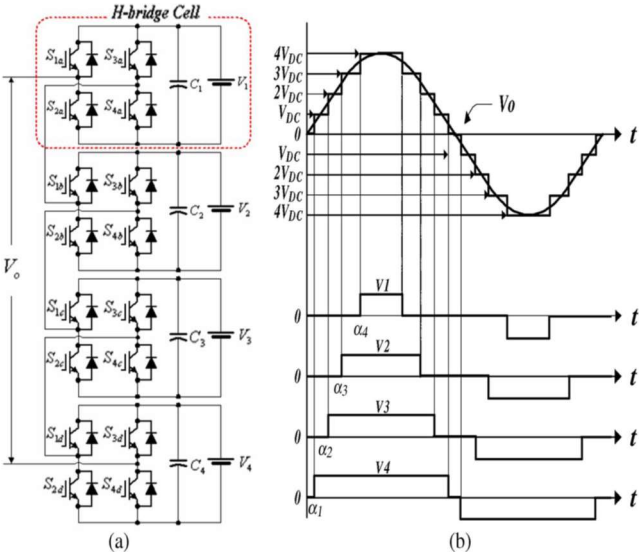 H-bridge Cell
S1a S3a C1 V1
S2a S4a
S1b S3b C2 V2
S2b S4b
Vo
S1c S3c C3 V3
S2c S4c
S1d S3d C4 V4
S2d S4d
(a)
4VDC
3VDC
2VDC
VDC
V0
0 t
VDC
2VDC
3VDC
4VDC
V1
0 t
α4
V2
0 t
α3
V3
0 t
α2
V4
0 t
α1
(b)